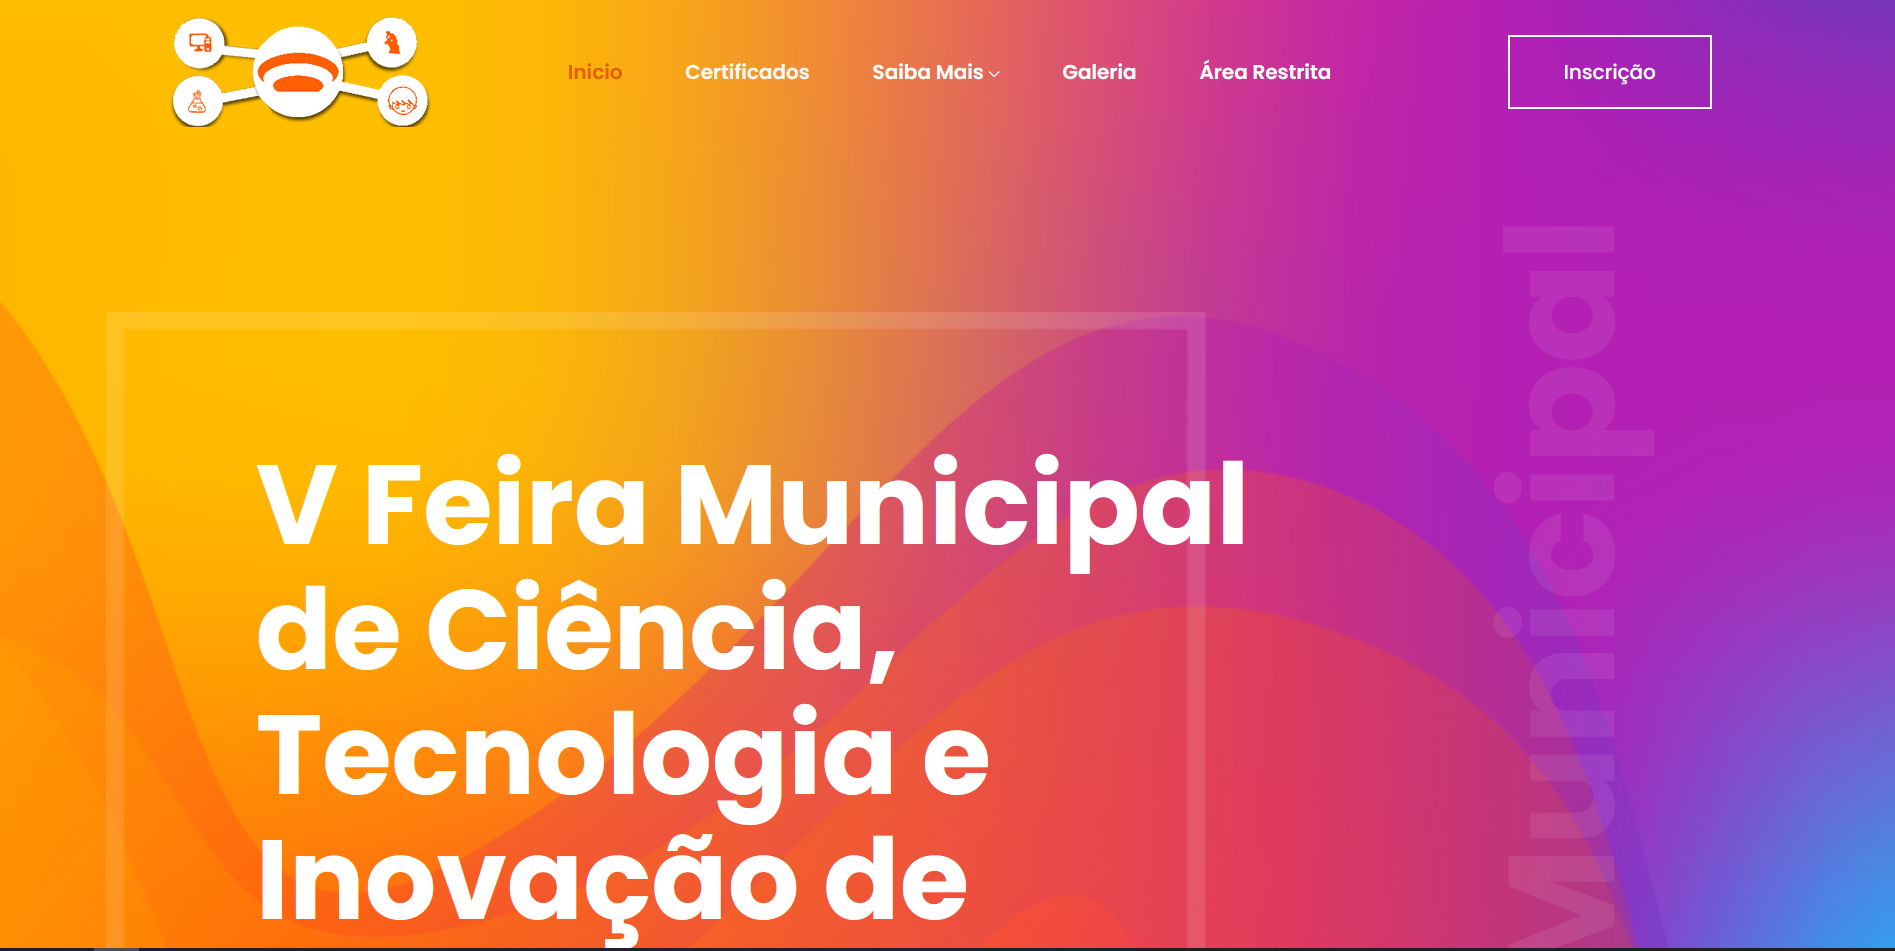 Inicio
Certificados
Saiba Mais
Galeria
Área Restrita
Inscrição
V Feira Municipal
de Ciência,
Tecnologia e
Inovação de
Municipal